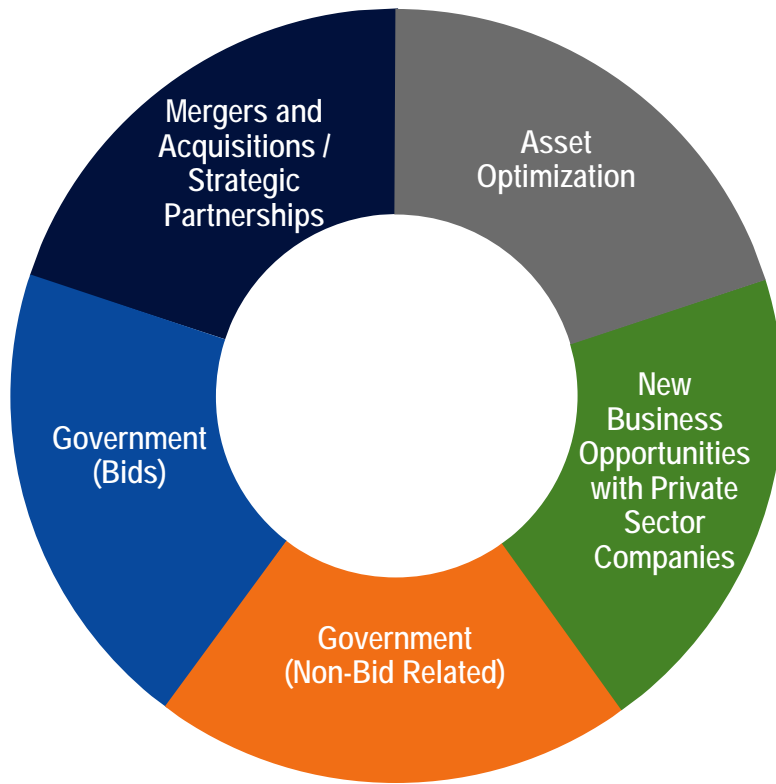 Mergers and
Acquisitions /
Strategic
Partnerships
Asset
Optimization
New
Business
Opportunities
with Private
Sector
Companies
Government
(Bids)
Government
(Non-Bid Related)